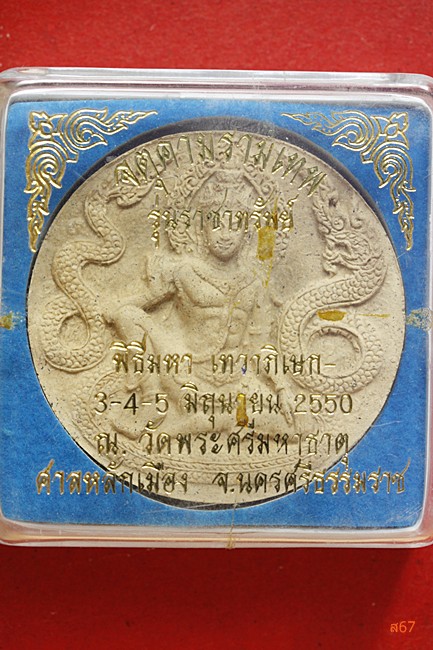 จตุคามรามเทพ
รุ่นราชาทรัพย์
พิธีมหา เทวาภิเษก-
3-4-5 มิถุนายน 2550
ณ. วัดพระศรีมหาธาตุ
ศาลหลักเมือง จ.นครศรีธรรมราช
ส67